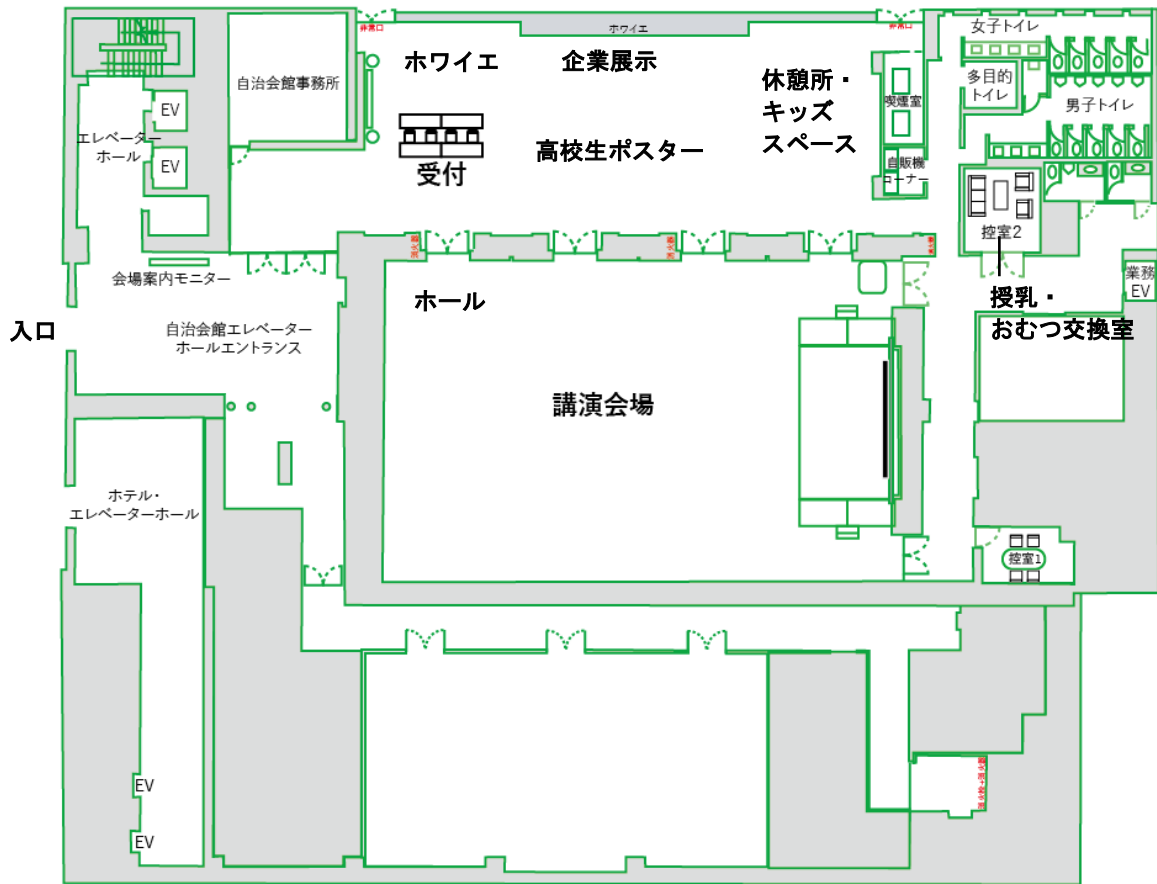 非常口
ホワイエ
非常口
女子トイレ
ホワイエ
企業展示
休憩所・
キッズ
スペース
自治会館事務所
喫煙室
多目的
トイレ
男子トイレ
EV
エレベーター
ホール
EV
高校生ポスター
受付
自販機
コーナー
控室2
会場案内モニター
業務
EV
ホール
授乳・
おむつ交換室
入口
自治会館エレベーター
ホールエントランス
講演会場
ホテル・
エレベーターホール
控室1
EV
EV